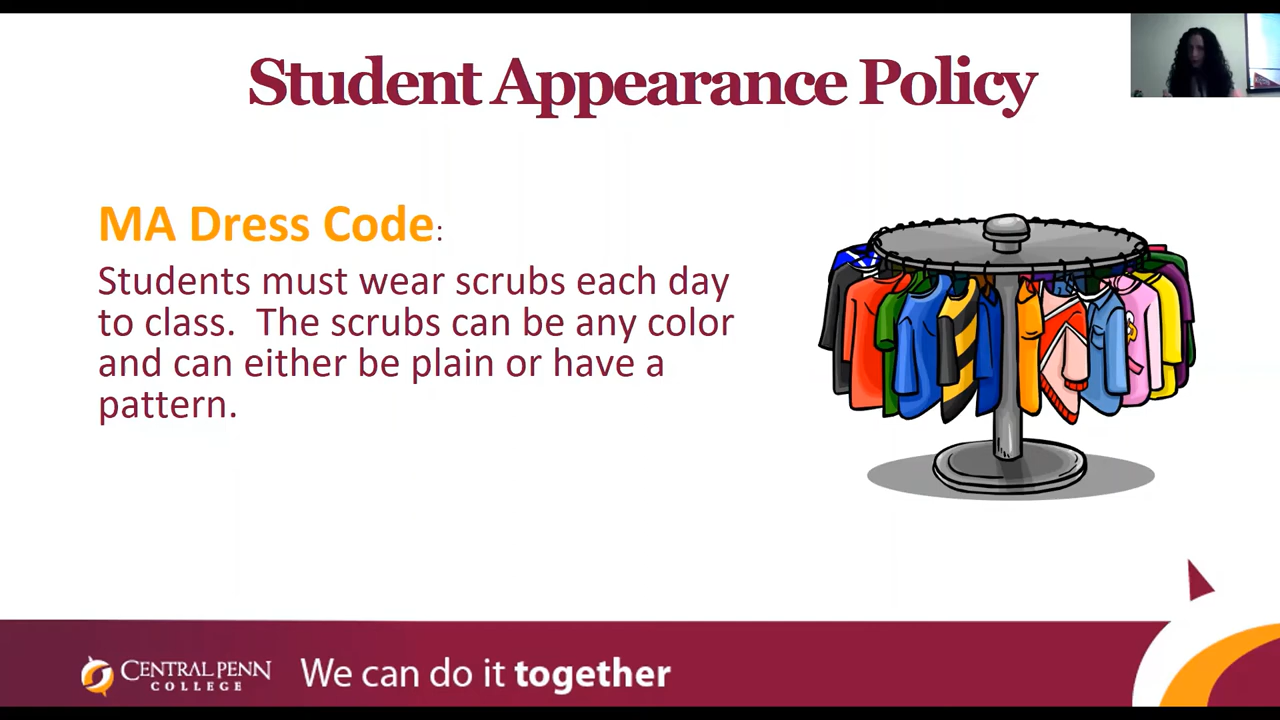 Student Appearance Policy
MA Dress Code:
Students must wear scrubs each day
to class.  The scrubs can be any color
and can either be plain or have a
pattern.
CENTRAL PENN
COLLEGE
We can do it together